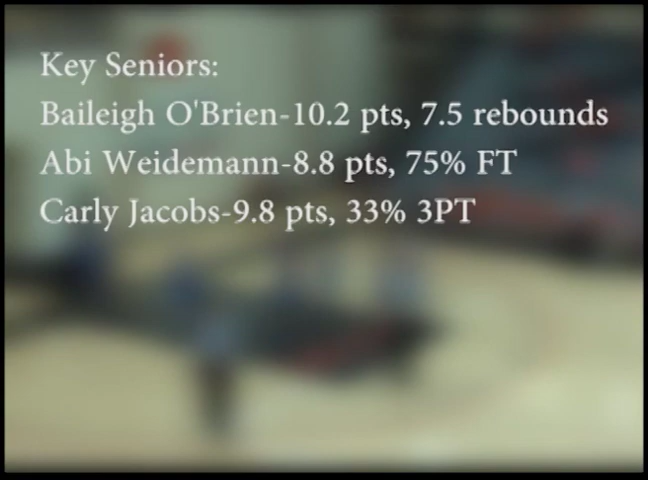 Key Seniors:
Baileigh O'Brien-10.2 pts, 7.5 rebounds
Abi Weidemann-8.8 pts, 75% FT
Carly Jacobs-9.8 pts, 33% 3PT